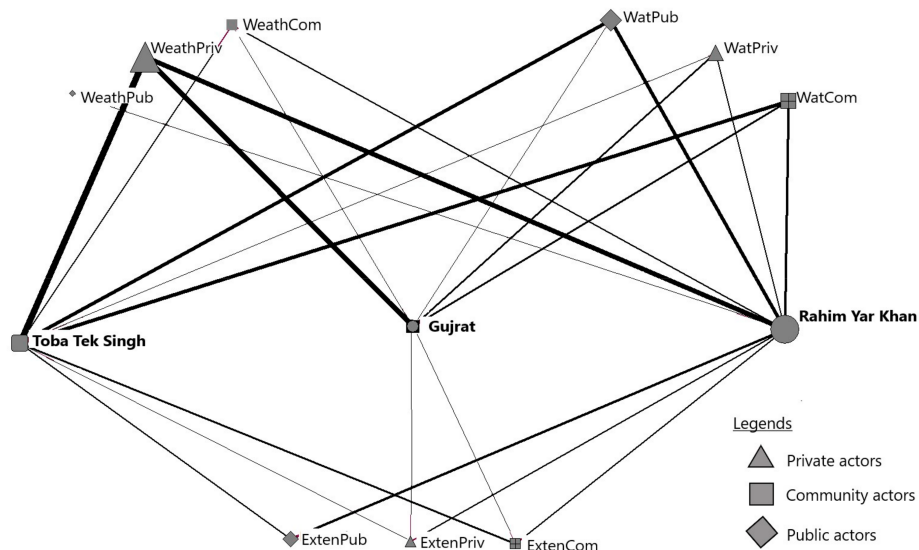 WeathCom
WatPub
WeathPriv
WatPriv
WeathPub
WatCom
Toba Tek Singh
Gujrat
Rahim Yar Khan
Legends
Private actors
Community actors
Public actors
ExtenPub
ExtenPriv
ExtenCom